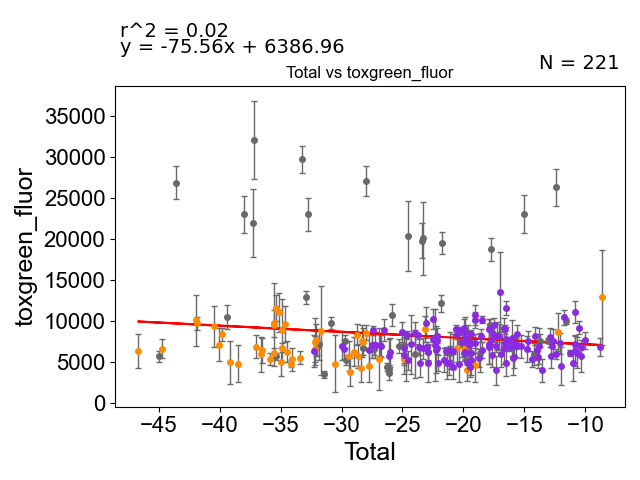 r^2 = 0.02
y = -75.56x + 6386.96
N = 221
Total vs toxgreen_fluor
toxgreen_fluor
35000
30000
25000
20000
15000
10000
5000
0
−45 −40 −35 −30 −25 −20 −15 −10
Total